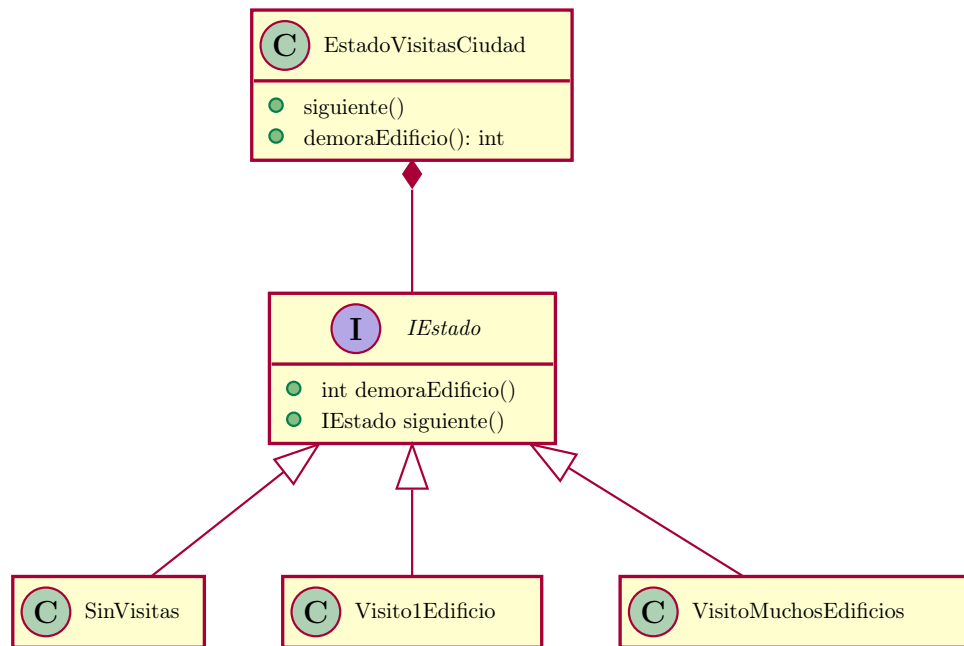 C EstadoVisitasCiudad
siguiente()
demoraEdificio(): int
I IEstado
int demoraEdificio()
IEstado siguiente()
C SinVisitas
C Visito1Edificio
C VisitoMuchosEdificios